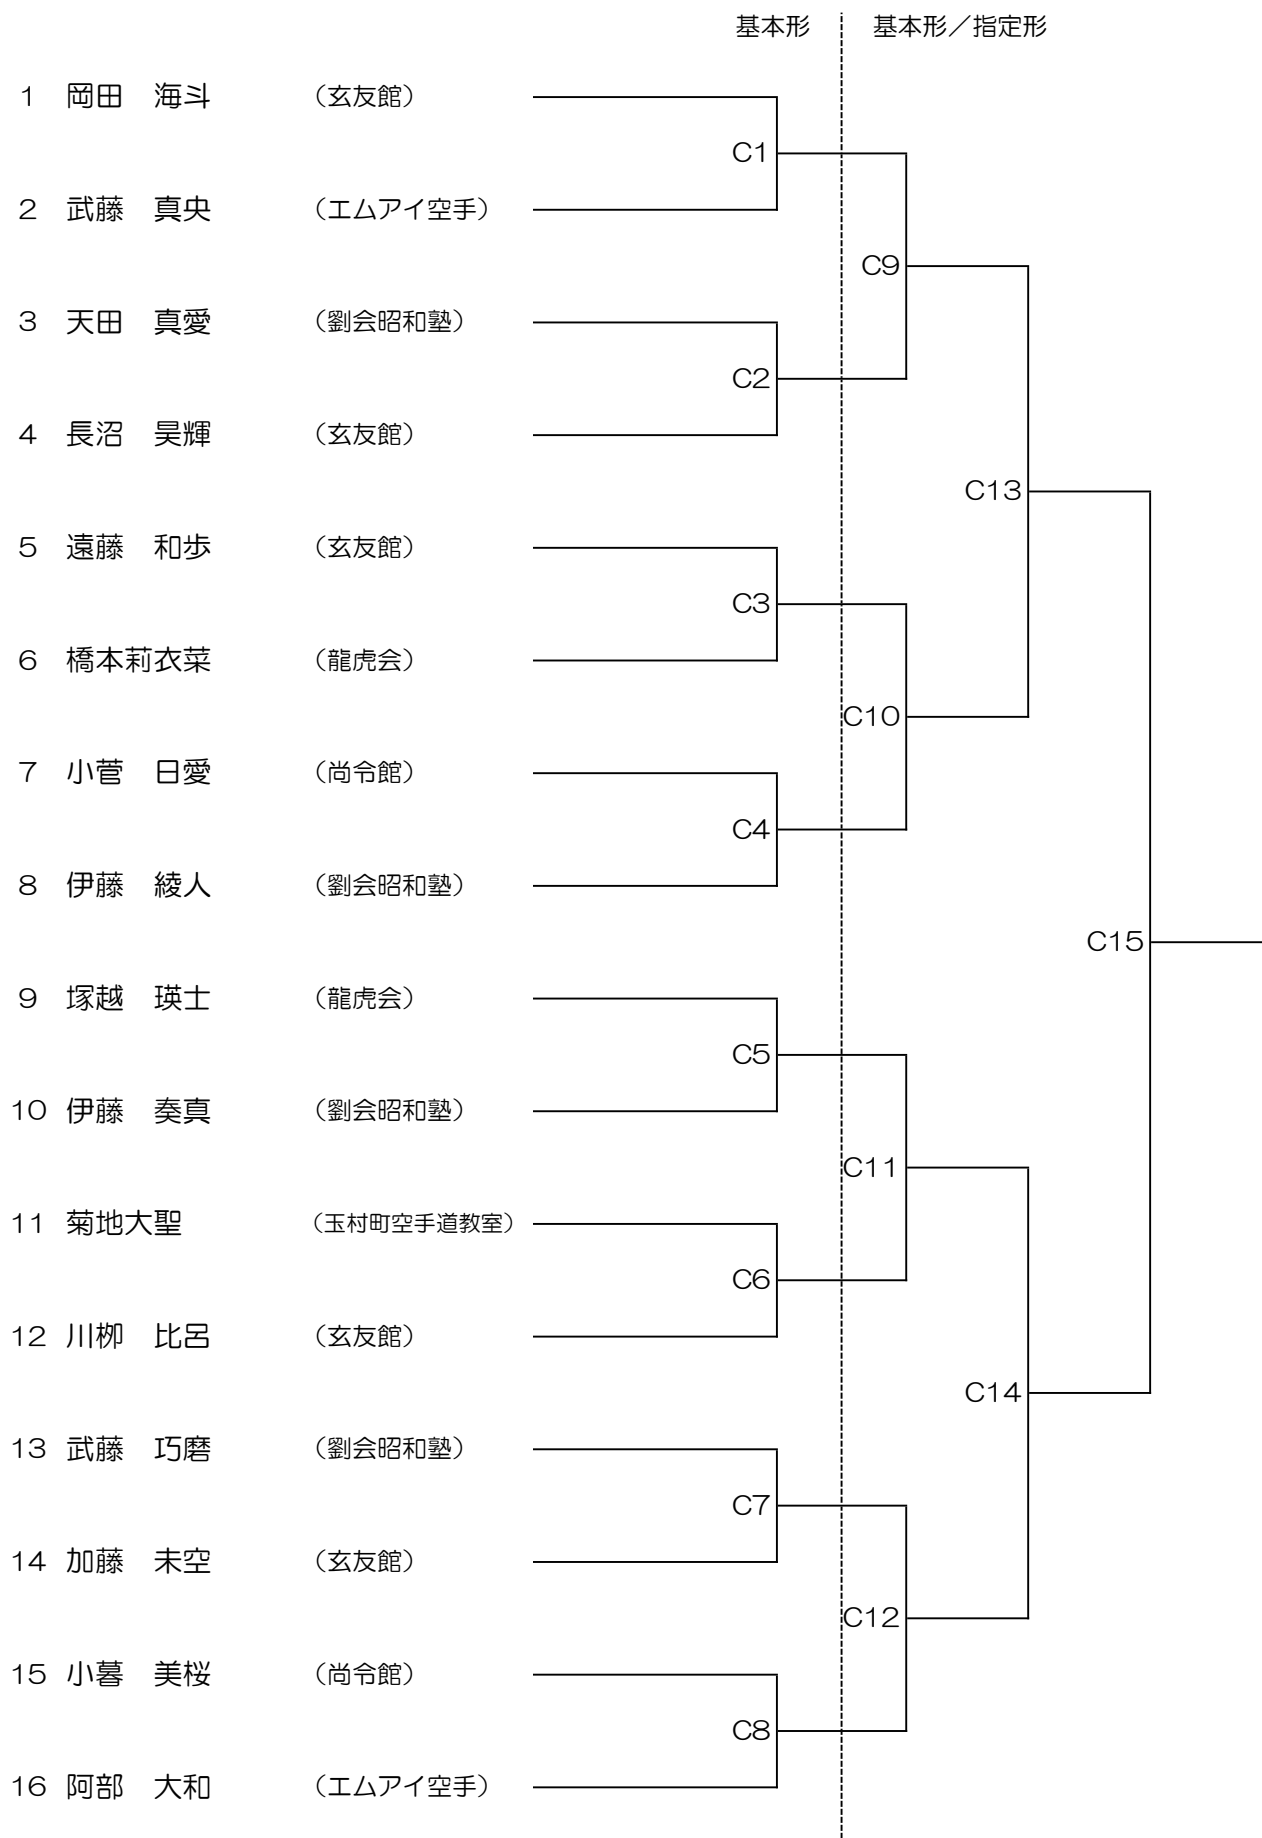 基本形 基本形／指定形
1 岡田　海斗 （玄友館）
C1
2 武藤　真央 （エムアイ空手）
C9
3 天田　真愛 （劉会昭和塾）
C2
4 長沼　昊輝 （玄友館）
C13
5 遠藤　和歩 （玄友館）
C3
6 橋本莉衣菜 （龍虎会）
C10
7 小菅　日愛 （尚令館）
C4
8 伊藤　綾人 （劉会昭和塾）
C15
9 塚越　瑛士 （龍虎会）
C5
10 伊藤　奏真 （劉会昭和塾）
C11
11 菊地大聖 （玉村町空手道教室）
C6
12 川栁　比呂 （玄友館）
C14
13 武藤　巧磨 （劉会昭和塾）
C7
14 加藤　未空 （玄友館）
C12
15 小暮　美桜 （尚令館）
C8
16 阿部　大和 （エムアイ空手）